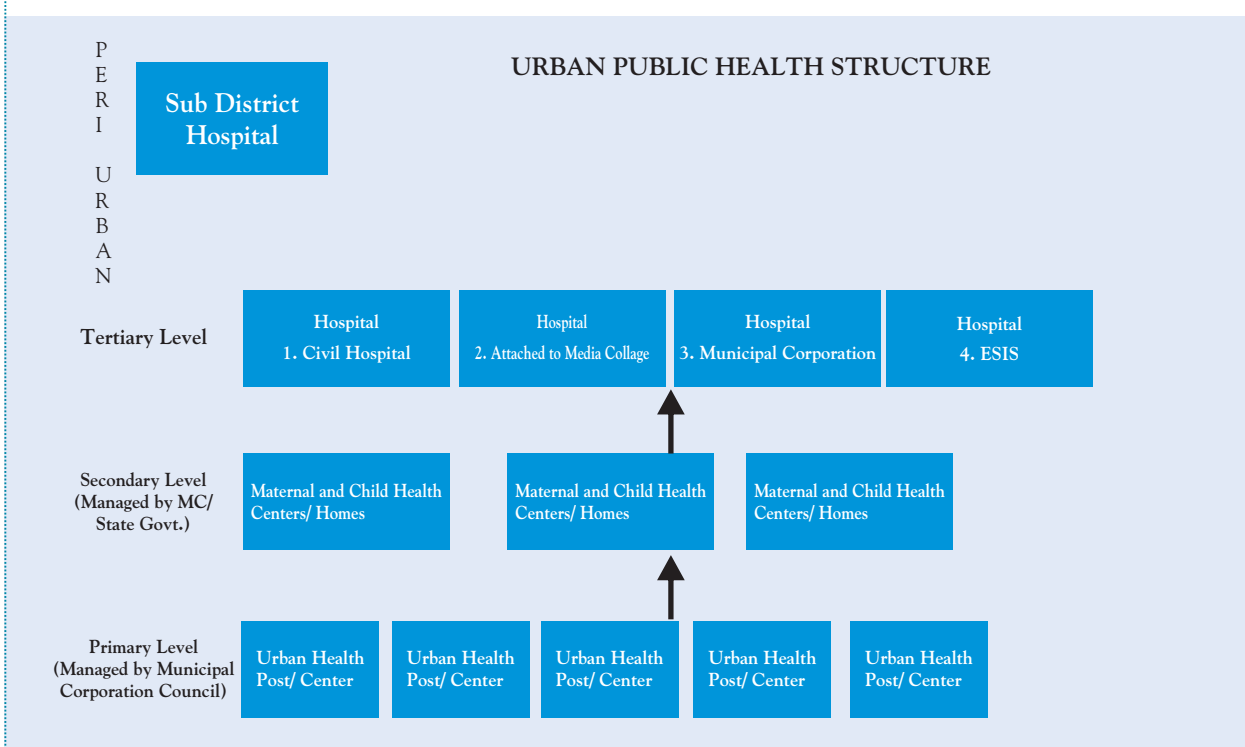 PERI URBAN
URBAN PUBLIC HEALTH STRUCTURE
Sub District
Hospital
Tertiary Level
Hospital
1. Civil Hospital
Hospital
2. Attached to Media Collage
Hospital
3. Municipal Corporation
Hospital
4. ESIS
Secondary Level
(Managed by MC/
State Govt.)
Maternal and Child Health
Centers/ Homes
Maternal and Child Health
Centers/ Homes
Maternal and Child Health
Centers/ Homes
Primary Level
(Managed by Municipal
Corporation Council)
Urban Health
Post/ Center
Urban Health
Post/ Center
Urban Health
Post/ Center
Urban Health
Post/ Center
Urban Health
Post/ Center